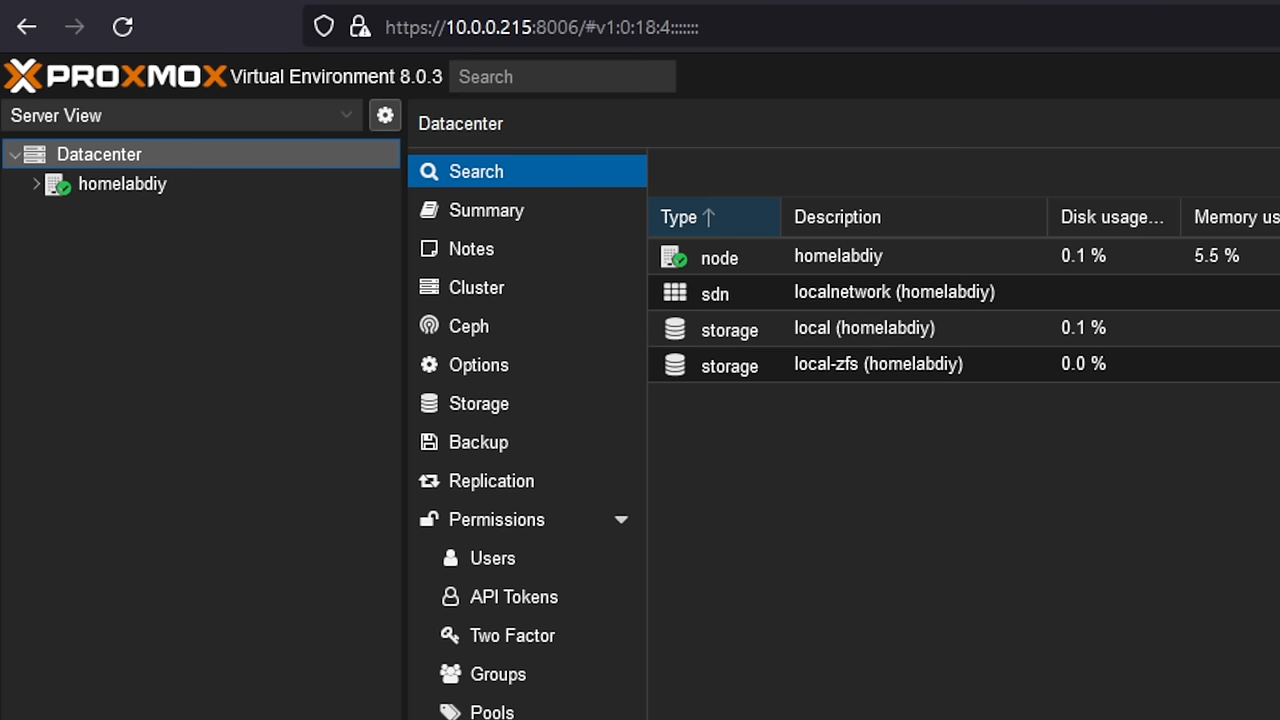 https://10.0.0.215:8006/#v1:0:18:4:::::::
PROXMOX Virtual Environment 8.0.3 Search
Server View
Datacenter
homelabdiy
Datacenter
Search
Summary
Notes
Cluster
Ceph
Options
Storage
Backup
Replication
Permissions
Users
API Tokens
Two Factor
Groups
Pools
Type Description Disk usage... Memory us
node homelabdiy 0.1 % 5.5 %
sdn localnetwork (homelabdiy)
storage local (homelabdiy) 0.1 %
storage local-zfs (homelabdiy) 0.0 %